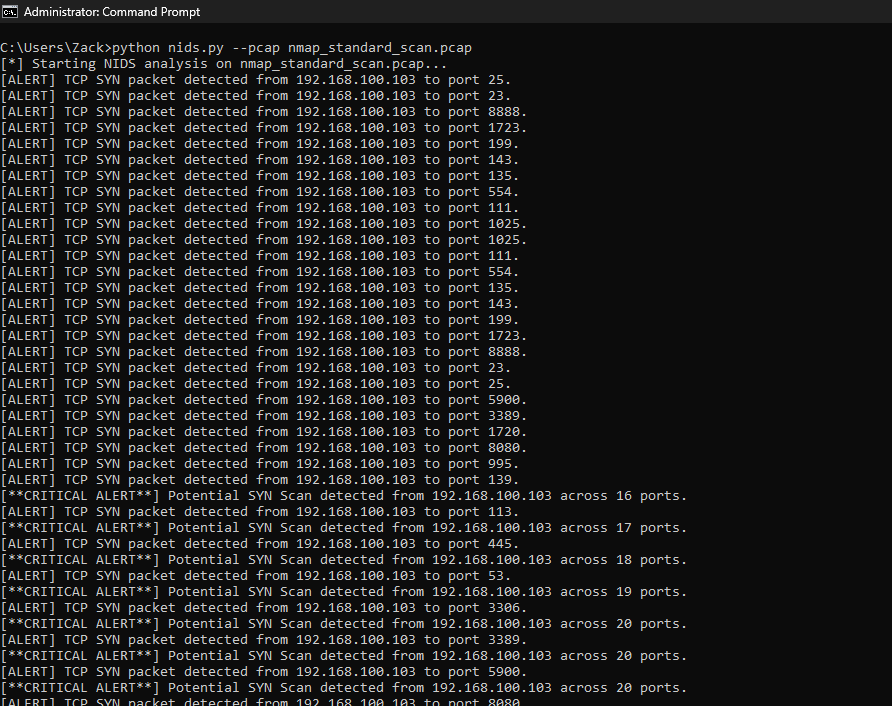 Administrator: Command Prompt
C:\Users\Zack>python nids.py --pcap nmap_standard_scan.pcap
[*] Starting NIDS analysis on nmap_standard_scan.pcap...
[ALERT] TCP SYN packet detected from 192.168.100.103 to port 25.
[ALERT] TCP SYN packet detected from 192.168.100.103 to port 23.
[ALERT] TCP SYN packet detected from 192.168.100.103 to port 8888.
[ALERT] TCP SYN packet detected from 192.168.100.103 to port 1723.
[ALERT] TCP SYN packet detected from 192.168.100.103 to port 199.
[ALERT] TCP SYN packet detected from 192.168.100.103 to port 143.
[ALERT] TCP SYN packet detected from 192.168.100.103 to port 135.
[ALERT] TCP SYN packet detected from 192.168.100.103 to port 554.
[ALERT] TCP SYN packet detected from 192.168.100.103 to port 111.
[ALERT] TCP SYN packet detected from 192.168.100.103 to port 1025.
[ALERT] TCP SYN packet detected from 192.168.100.103 to port 1025.
[ALERT] TCP SYN packet detected from 192.168.100.103 to port 111.
[ALERT] TCP SYN packet detected from 192.168.100.103 to port 554.
[ALERT] TCP SYN packet detected from 192.168.100.103 to port 135.
[ALERT] TCP SYN packet detected from 192.168.100.103 to port 143.
[ALERT] TCP SYN packet detected from 192.168.100.103 to port 199.
[ALERT] TCP SYN packet detected from 192.168.100.103 to port 1723.
[ALERT] TCP SYN packet detected from 192.168.100.103 to port 8888.
[ALERT] TCP SYN packet detected from 192.168.100.103 to port 23.
[ALERT] TCP SYN packet detected from 192.168.100.103 to port 25.
[ALERT] TCP SYN packet detected from 192.168.100.103 to port 5900.
[ALERT] TCP SYN packet detected from 192.168.100.103 to port 3389.
[ALERT] TCP SYN packet detected from 192.168.100.103 to port 1720.
[ALERT] TCP SYN packet detected from 192.168.100.103 to port 8080.
[ALERT] TCP SYN packet detected from 192.168.100.103 to port 995.
[ALERT] TCP SYN packet detected from 192.168.100.103 to port 139.
[**CRITICAL ALERT**] Potential SYN Scan detected from 192.168.100.103 across 16 ports.
[ALERT] TCP SYN packet detected from 192.168.100.103 to port 113.
[**CRITICAL ALERT**] Potential SYN Scan detected from 192.168.100.103 across 17 ports.
[ALERT] TCP SYN packet detected from 192.168.100.103 to port 445.
[**CRITICAL ALERT**] Potential SYN Scan detected from 192.168.100.103 across 18 ports.
[ALERT] TCP SYN packet detected from 192.168.100.103 to port 53.
[**CRITICAL ALERT**] Potential SYN Scan detected from 192.168.100.103 across 19 ports.
[ALERT] TCP SYN packet detected from 192.168.100.103 to port 3306.
[**CRITICAL ALERT**] Potential SYN Scan detected from 192.168.100.103 across 20 ports.
[ALERT] TCP SYN packet detected from 192.168.100.103 to port 3389.
[**CRITICAL ALERT**] Potential SYN Scan detected from 192.168.100.103 across 20 ports.
[ALERT] TCP SYN packet detected from 192.168.100.103 to port 5900.
[**CRITICAL ALERT**] Potential SYN Scan detected from 192.168.100.103 across 20 ports.
[ALERT] TCP SYN packet detected from 192.168.100.103 to port 8080